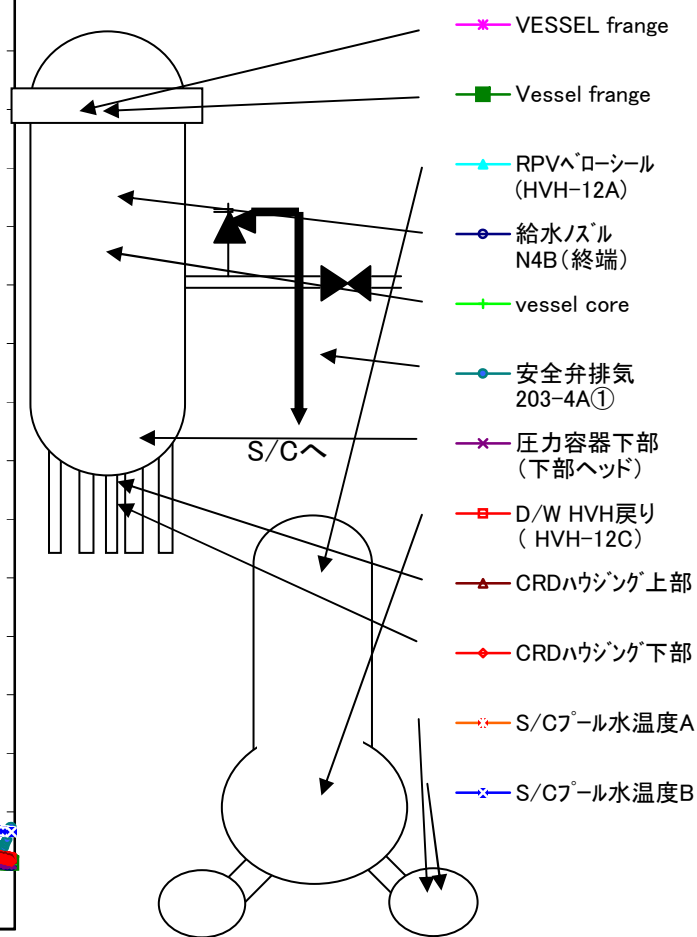 VESSEL frange
Vessel frange
RPVﾍﾞﾛｰｼｰﾙ
(HVH-12A)
給水ﾉｽﾞﾙ
N4B(終端)
vessel core
安全弁排気
203-4A①
圧力容器下部
(下部ヘッド)
D/W HVH戻り
( HVH-12C)
CRDﾊｳｼﾞﾝｸﾞ上部
CRDﾊｳｼﾞﾝｸﾞ下部
S/Cﾌﾟｰﾙ水温度A
S/Cﾌﾟｰﾙ水温度B
S/Cへ